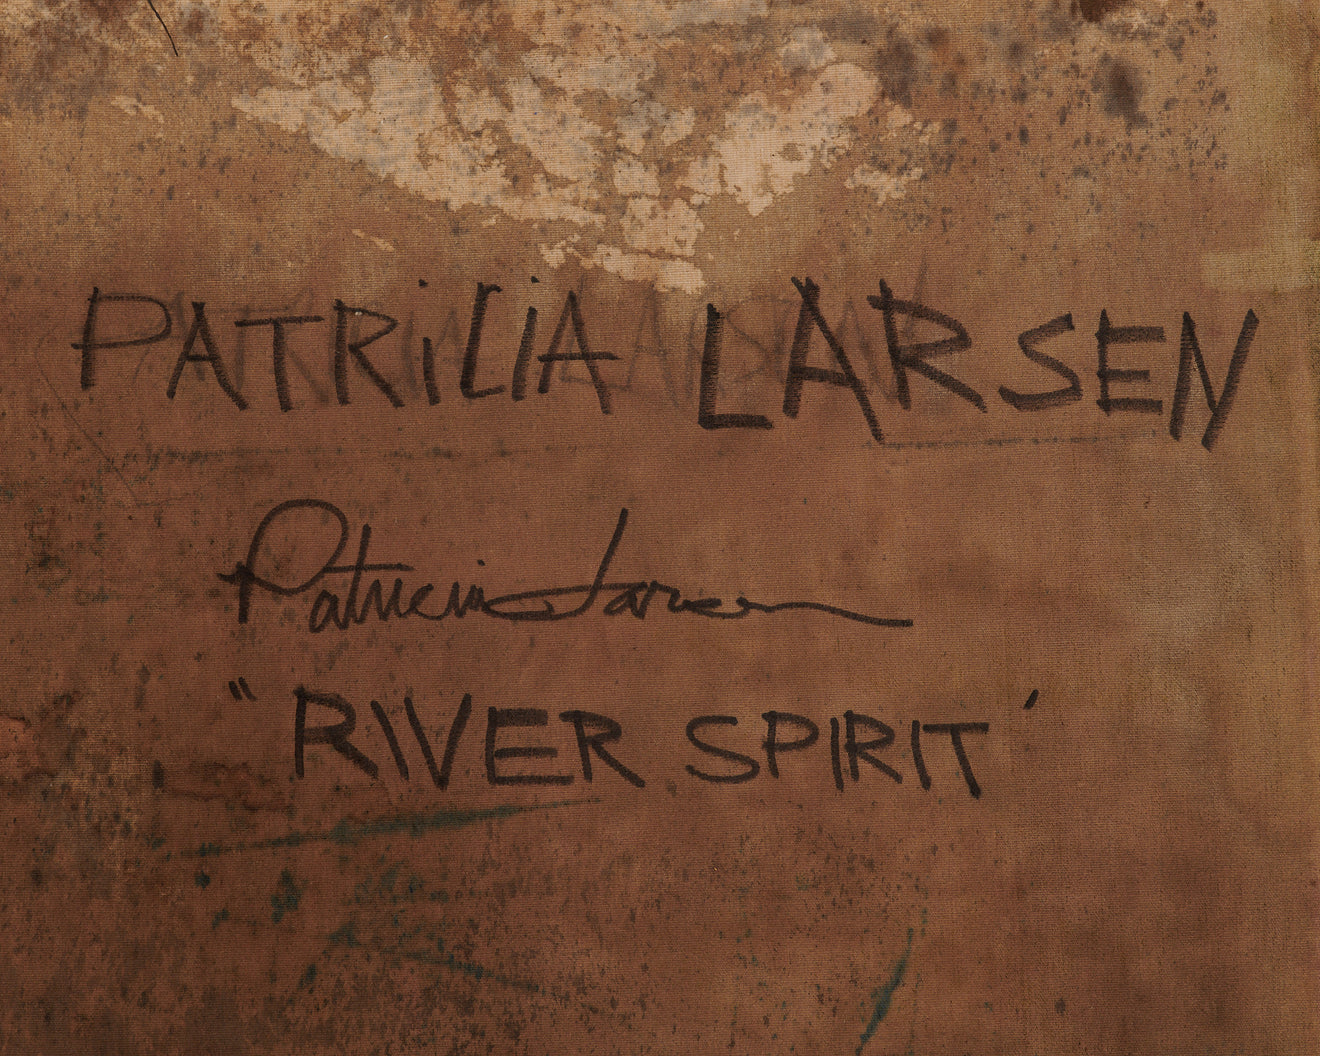 PATRiCiA LARSEN
Patricia Larsen
"RIVER SPIRIT'